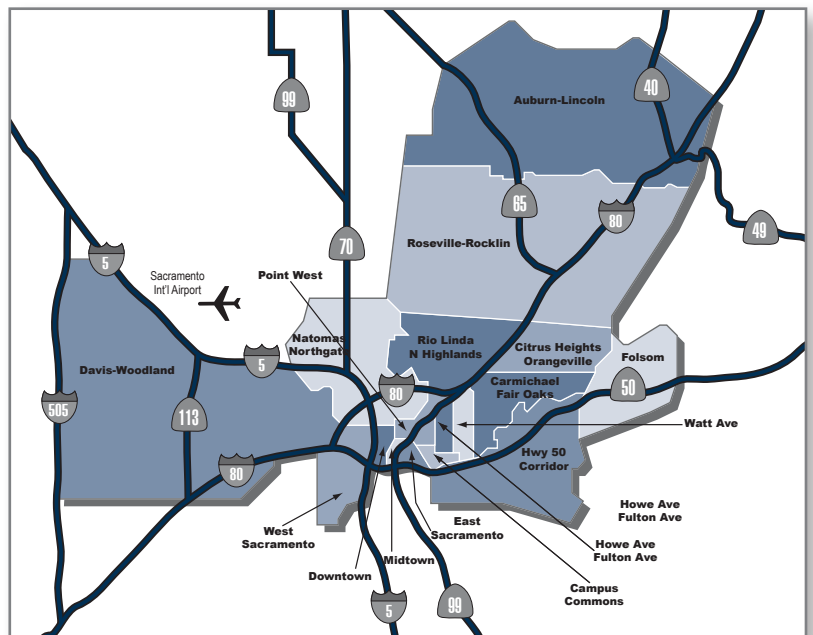 40
Auburn-Lincoln
99
65
80
49
Roseville-Rocklin
70
5
Sacramento
Int'l Airport
Point West
Natomas
Northgat
Rio Linda
N Highlands
Citrus Heights
Orangeville
Folsom
5
Davis-Woodland
80
Carmichael
Fair Oaks
50
505
113
Watt Ave
Hwy 50
Corridor
80
Howe Ave
Fulton Ave
West
Sacramento
East
Sacramento
Howe Ave
Fulton Ave
Midtown
Downtown
Campus
Commons
5
99